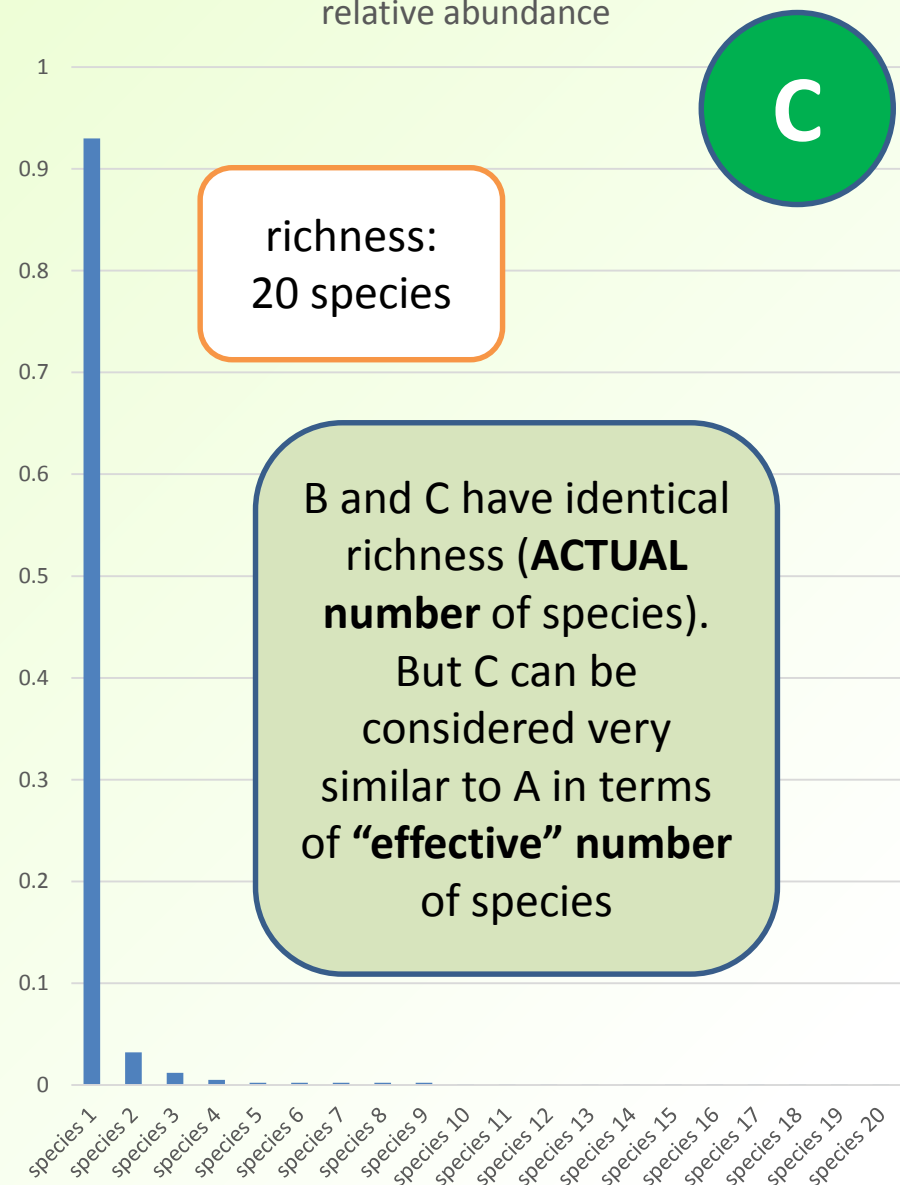 relative abundance
C
1
0.9
0.8
0.7
0.6
0.5
0.4
0.3
0.2
0.1
0
richness:
20 species
B and C have identical
richness (ACTUAL
number of species).
But C can be
considered very
similar to A in terms
of “effective” number
of species
species 1
species 2
species 3
species 4
species 5
species 6
species 7
species 8
species 9
species 10
species 11
species 12
species 13
species 14
species 15
species 16
species 17
species 18
species 19
species 20